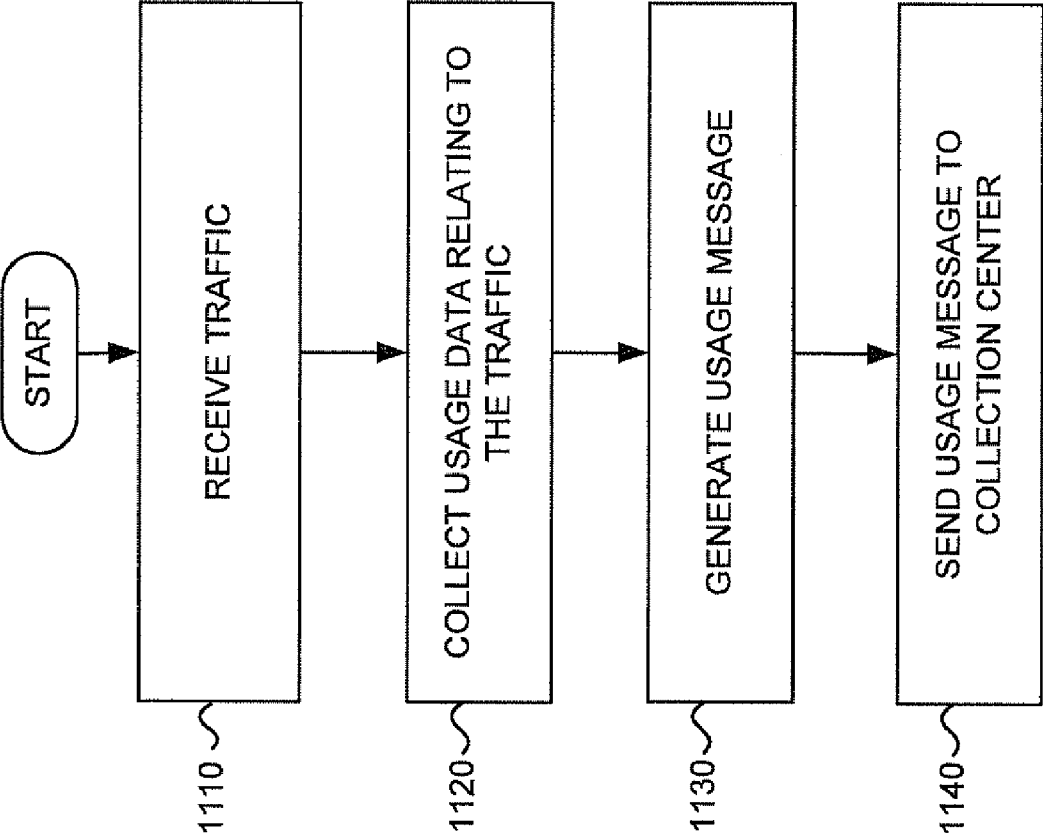 START
RECEIVE TRAFFIC
1110
COLLECT USAGE DATA RELATING TO
THE TRAFFIC
1120
GENERATE USAGE MESSAGE
1130
SEND USAGE MESSAGE TO
COLLECTION CENTER
1140